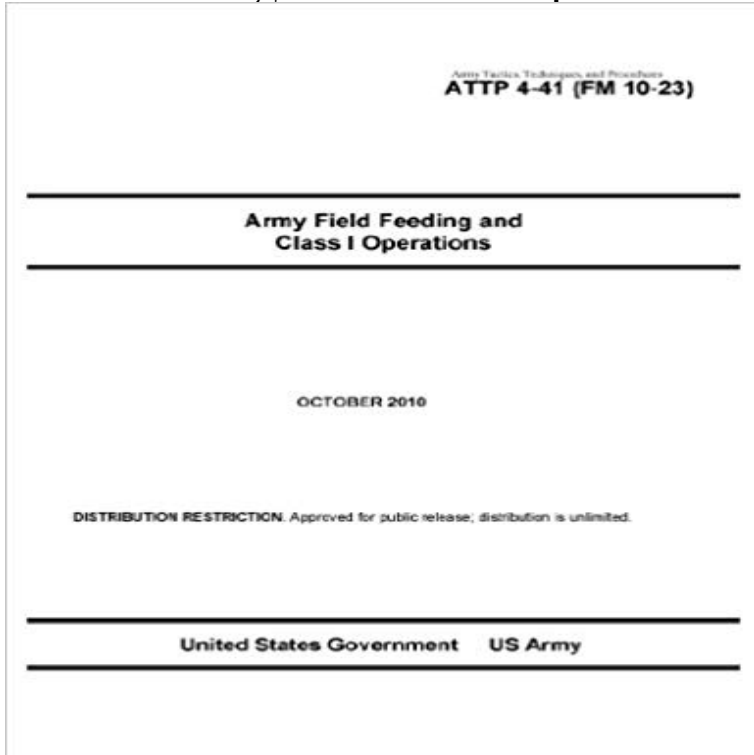 Army Tactics, Techniques, and Procedures
ATTP 4-41 (FM 10-23)
Army Field Feeding and
Class I Operations
OCTOBER 2010
DISTRIBUTION RESTRICTION. Approved for public release; distribution is unlimited.
United States Government US Army